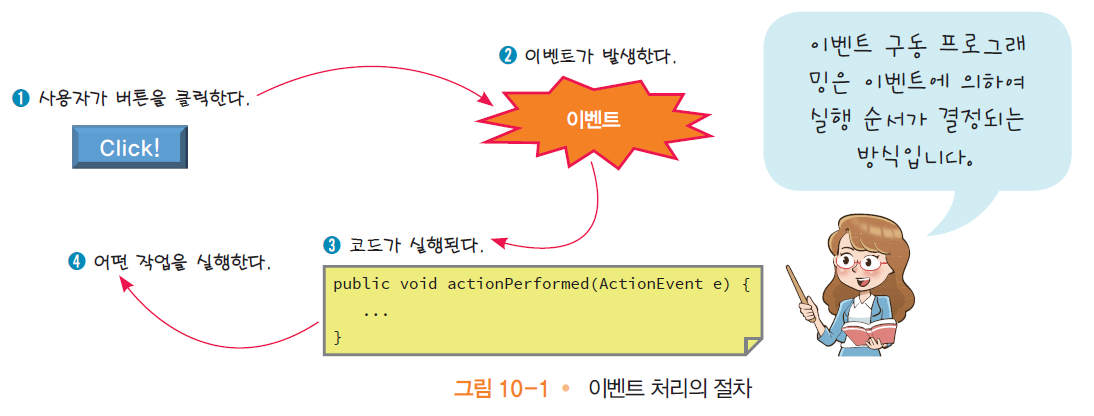 ❶ 사용자가 버튼을 클릭한다.
Click!
❷ 이벤트가 발생한다.
이벤트
❸ 코드가 실행된다.
public void actionPerformed(ActionEvent e) {
...
}
❹ 어떤 작업을 실행한다.
이벤트 구동 프로그래
밍은 이벤트에 의하여
실행 순서가 결정되는
방식입니다.
그림 10-1 • 이벤트 처리의 절차